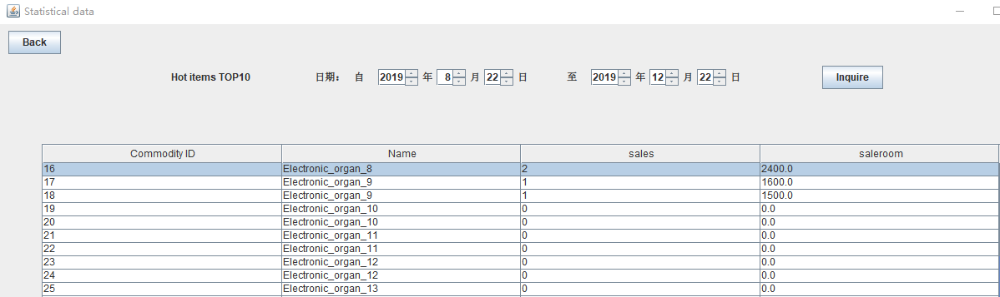 Statistical data
Back
Hot items TOP10 日期： 自 2019 年 8 月 22 日 至 2019 年 12 月 22 日 Inquire
Commodity ID Name sales saleroom
16 Electronic_organ_8 2 2400.0
17 Electronic_organ_9 1 1600.0
18 Electronic_organ_9 1 1500.0
19 Electronic_organ_10 0 0.0
20 Electronic_organ_10 0 0.0
21 Electronic_organ_11 0 0.0
22 Electronic_organ_11 0 0.0
23 Electronic_organ_12 0 0.0
24 Electronic_organ_12 0 0.0
25 Electronic_organ_13 0 0.0